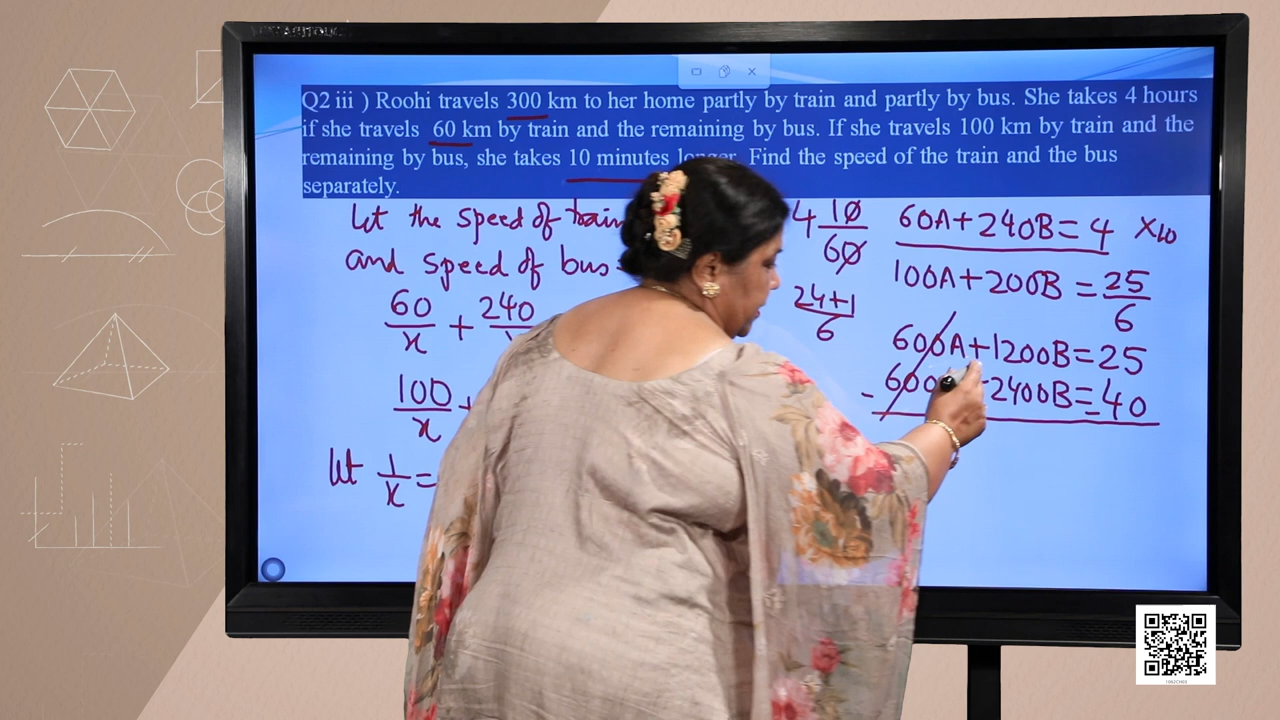 Q2 iii ) Roohi travels 300 km to her home partly by train and partly by bus. She takes 4 hours
if she travels 60 km by train and the remaining by bus. If she travels 100 km by train and the
remaining by bus, she takes 10 minutes longer. Find the speed of the train and the bus
separately.
Let the speed of train
and speed of bus
60/x + 240/
100/x +
Let 1/x =
4 10/60
24+1/6
60A+240B=4 ×10
100A+200B=25/6
600A+1200B=25
- 600 2400B=40